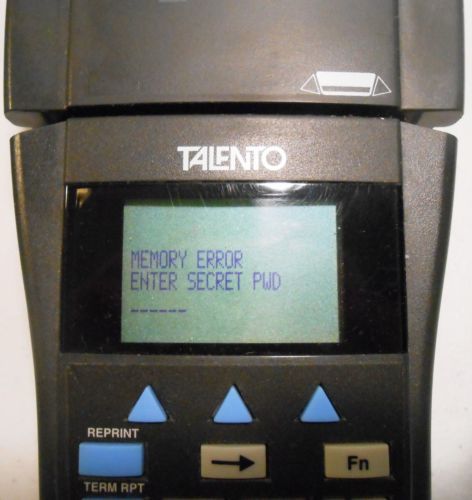 TALENTO
MEMORY ERROR
ENTER SECRET PWD
------
REPRINT
Fn
TERM RPT